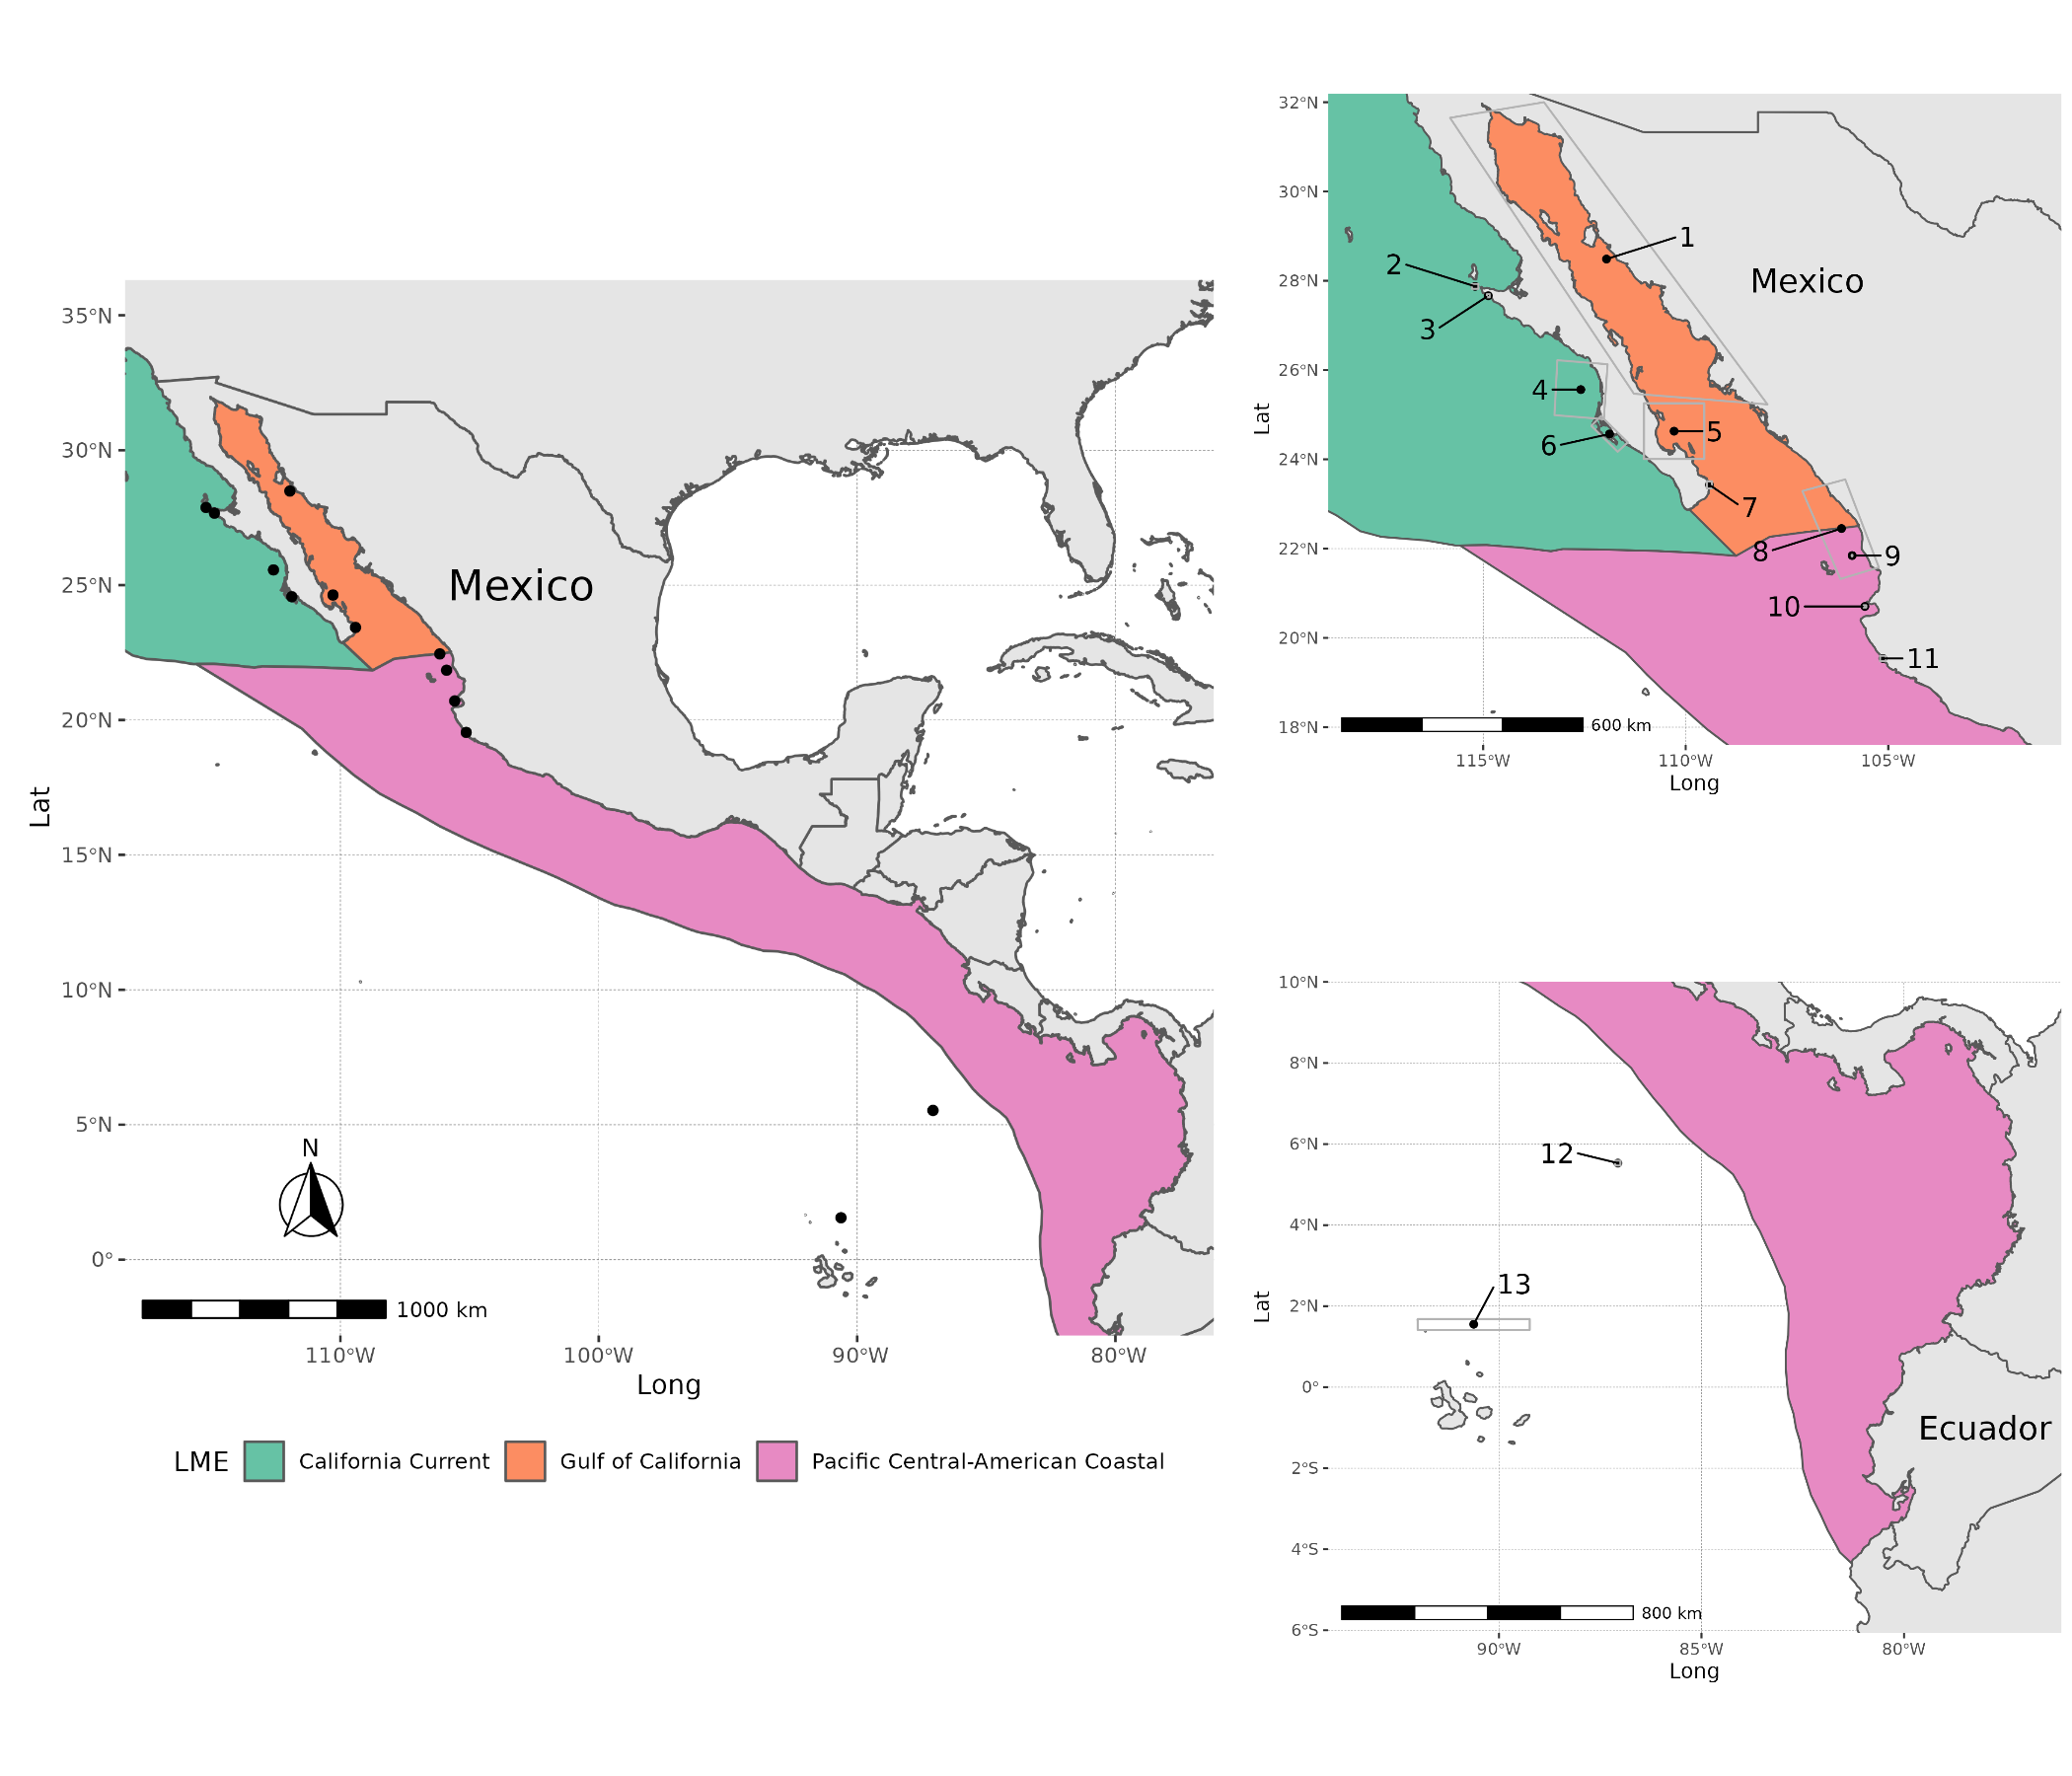 35°N
30°N
25°N
20°N
15°N
10°N
5°N
0°
Lat
Mexico
N
1000 km
110°W
100°W
90°W
80°W
Long
LME
California Current
Gulf of California
Pacific Central-American Coastal
32°N
30°N
28°N
26°N
24°N
22°N
20°N
18°N
Lat
Mexico
1
2
3
4
5
6
7
8
9
10
11
600 km
115°W
110°W
105°W
Long
10°N
8°N
6°N
4°N
2°N
0°
2°S
4°S
6°S
Lat
12
13
Ecuador
800 km
90°W
85°W
80°W
Long